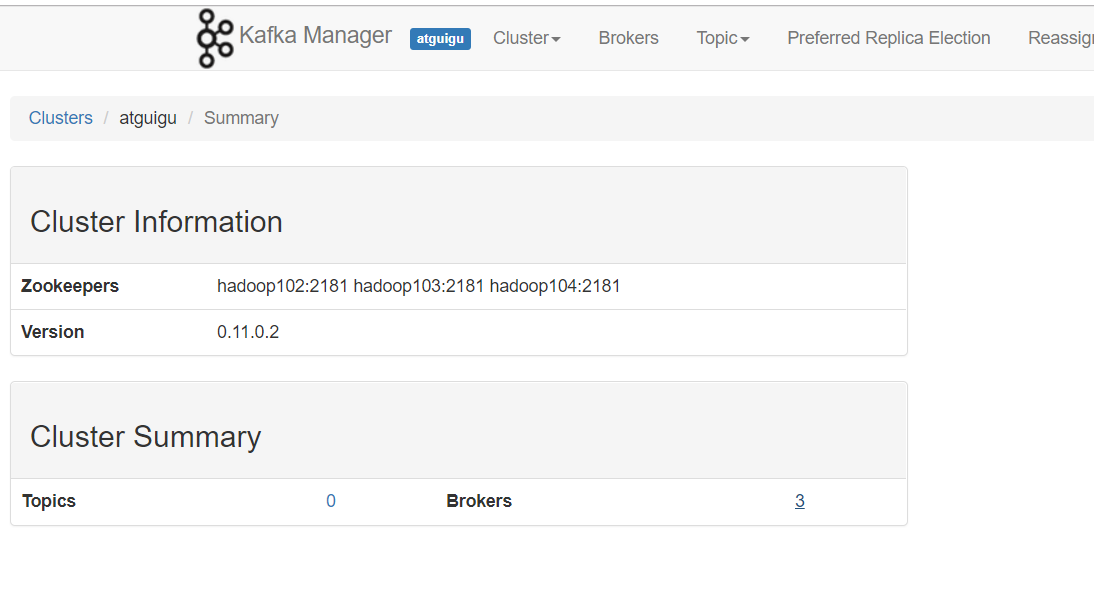 Kafka Manager atguigu Cluster Brokers Topic Preferred Replica Election Reassig
Clusters / atguigu / Summary
Cluster Information
Zookeepers hadoop102:2181 hadoop103:2181 hadoop104:2181
Version 0.11.0.2
Cluster Summary
Topics 0 Brokers 3